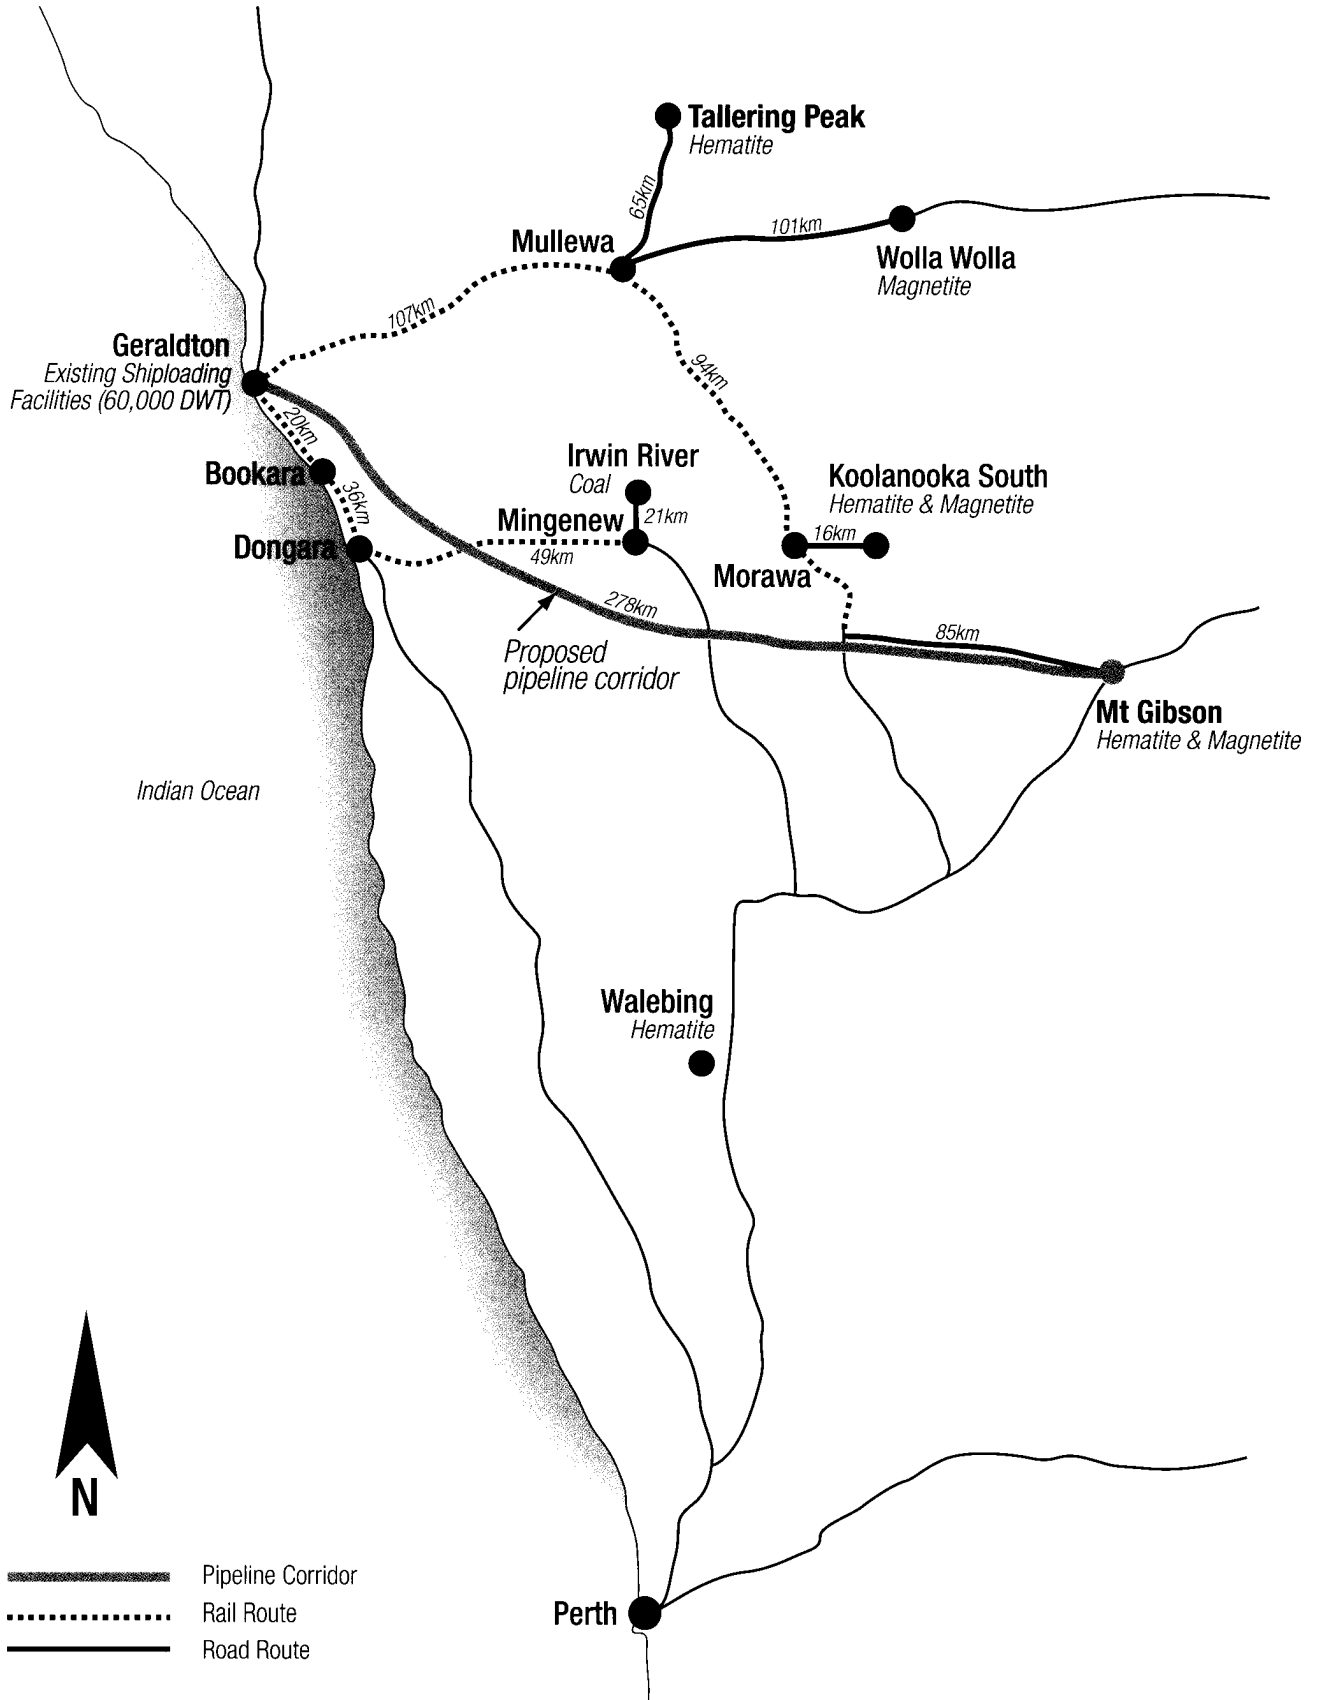 Tallering Peak
Hematite
65km
101km
Mullewa
Wolla Wolla
Magnetite
107km
Geraldton
Existing Shiploading
Facilities (60,000 DWT)
94km
20km
Irwin River
Coal
Bookara
Koolanooka South
Hematite & Magnetite
36km
Mingenew
21km
16km
Dongara
49km
Morawa
278km
85km
Proposed
pipeline corridor
Mt Gibson
Hematite & Magnetite
Indian Ocean
Walebing
Hematite
N
Pipeline Corridor
Rail Route
Road Route
Perth